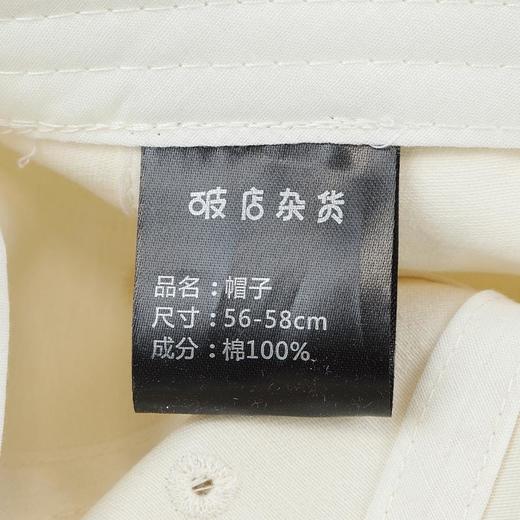 破店杂货
品名：帽子
尺寸：56-58cm
成分：棉100%